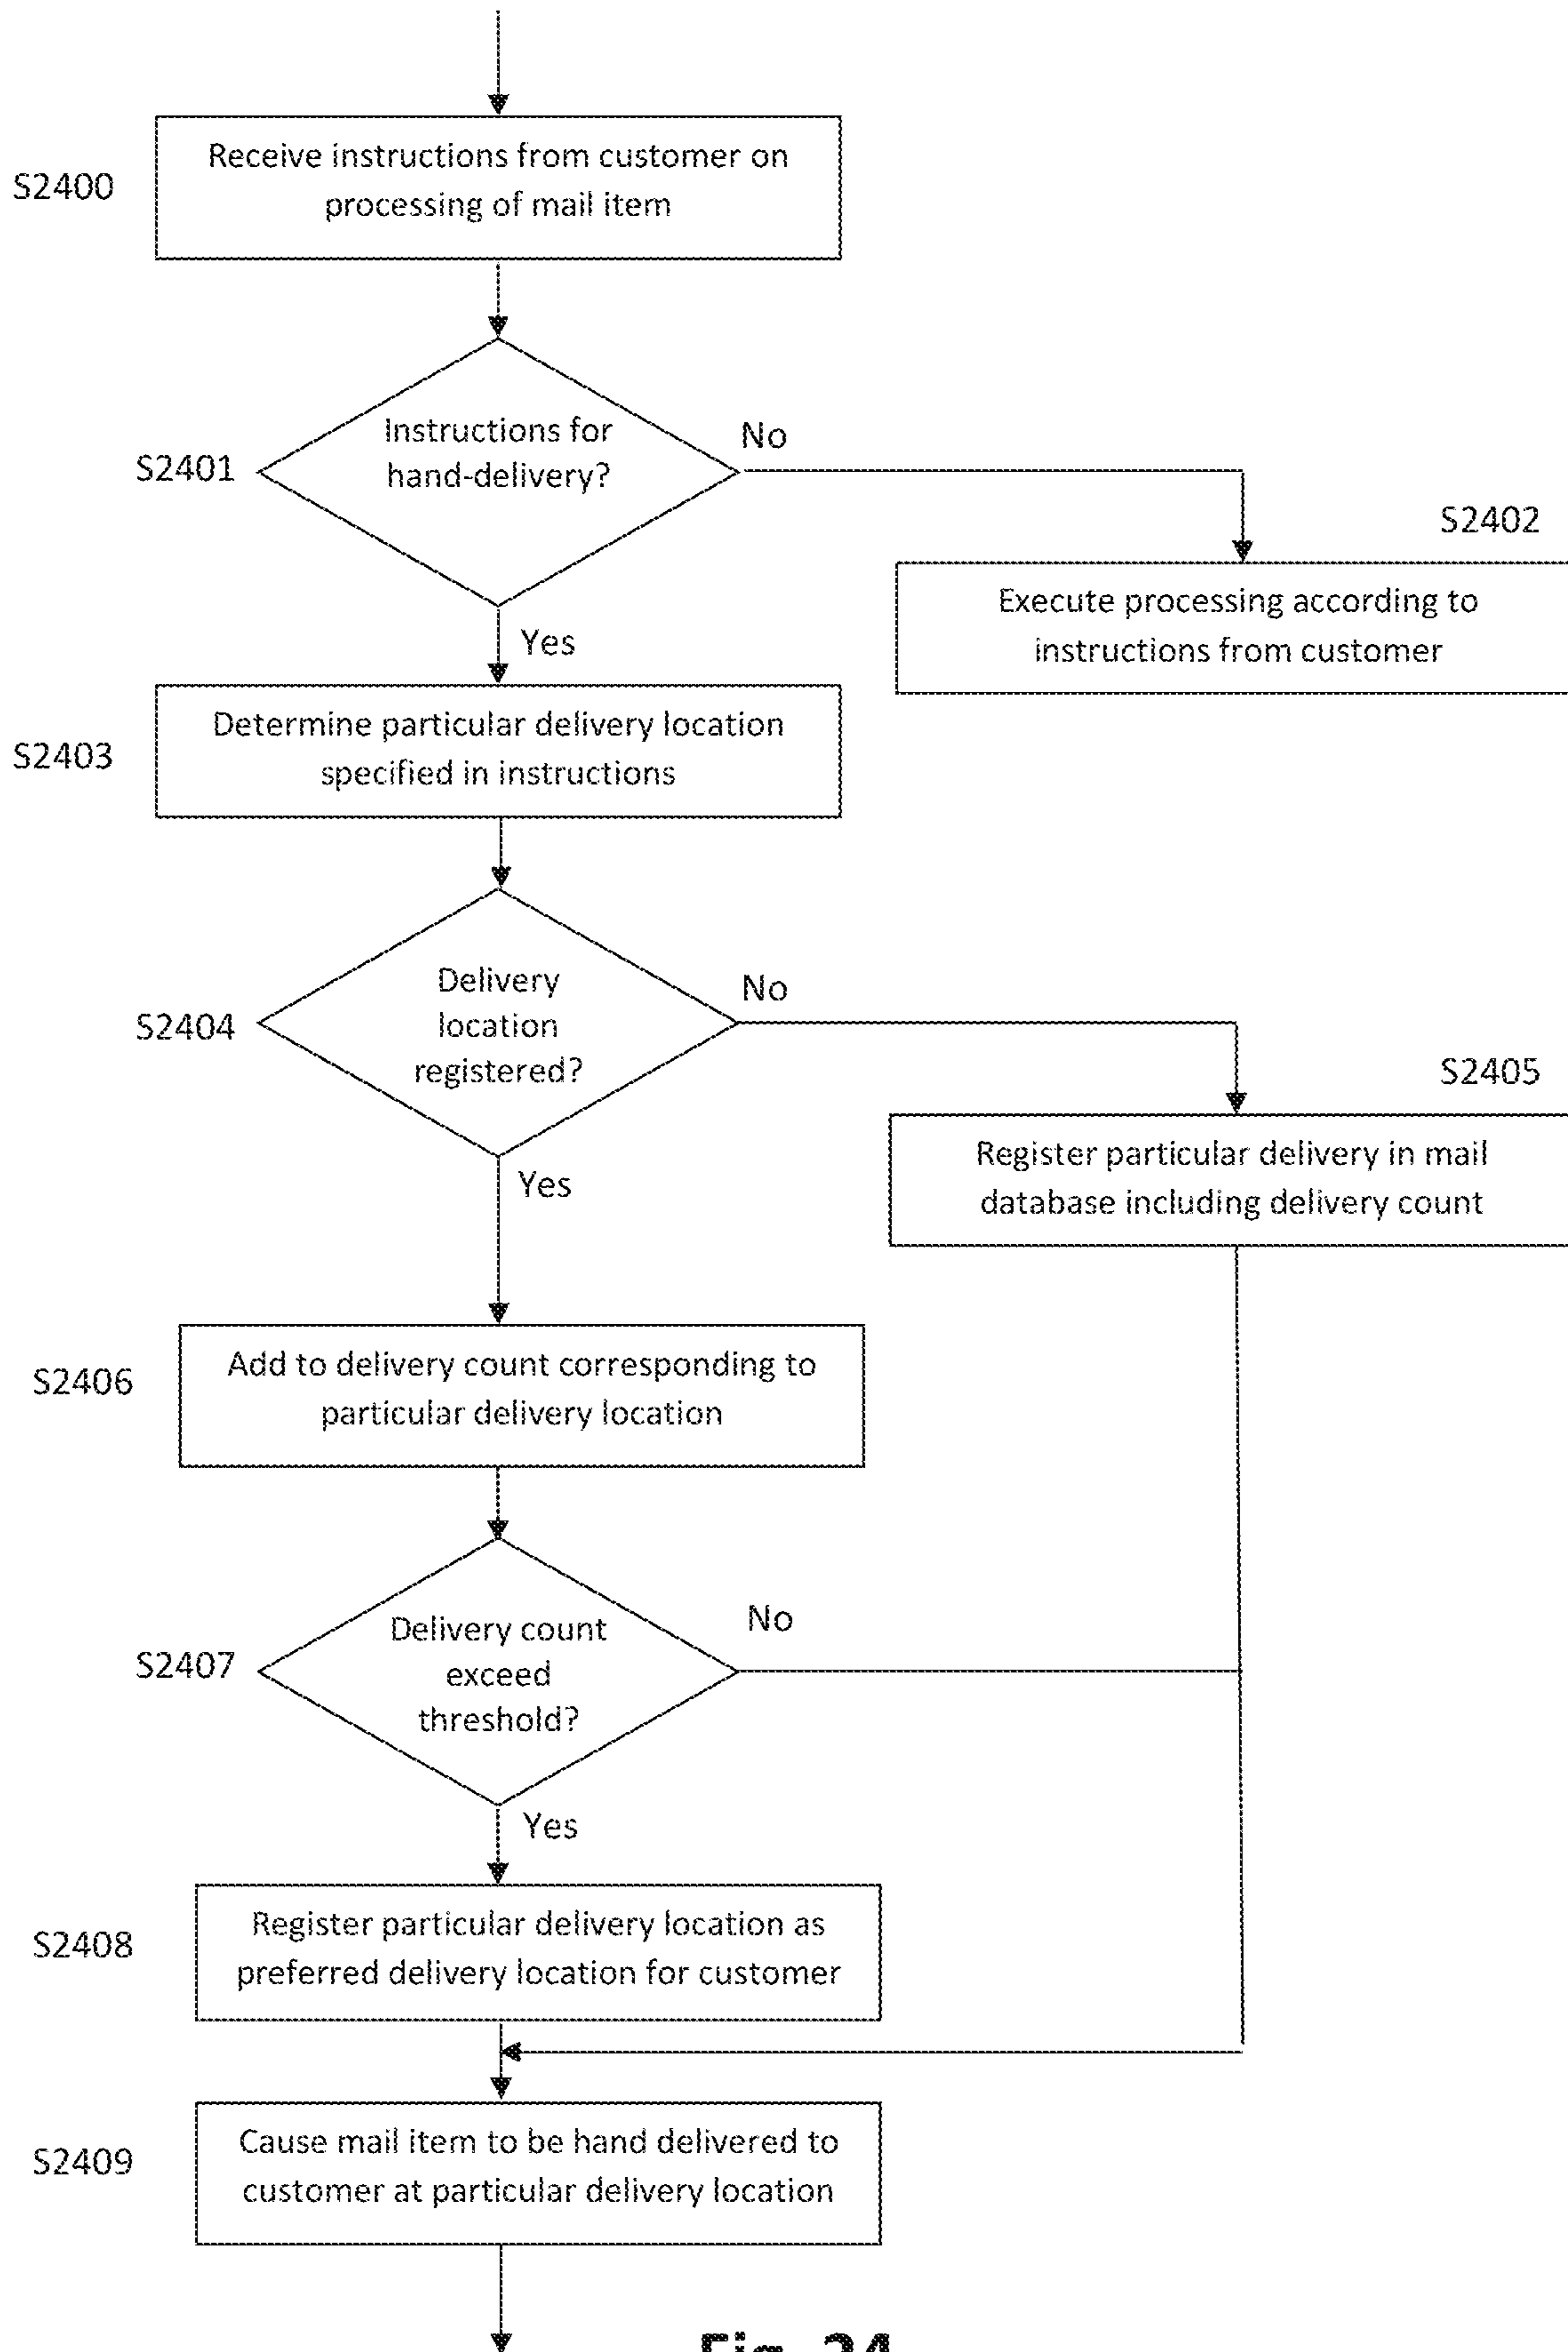 S2400
Receive instructions from customer on
processing of mail item
S2401
Instructions for
hand-delivery?
No
S2402
Execute processing according to
instructions from customer
Yes
S2403
Determine particular delivery location
specified in instructions
S2404
Delivery
location
registered?
No
S2405
Register particular delivery in mail
database including delivery count
Yes
S2406
Add to delivery count corresponding to
particular delivery location
S2407
Delivery count
exceed
threshold?
No
Yes
S2408
Register particular delivery location as
preferred delivery location for customer
S2409
Cause mail item to be hand delivered to
customer at particular delivery location
Fig. 24